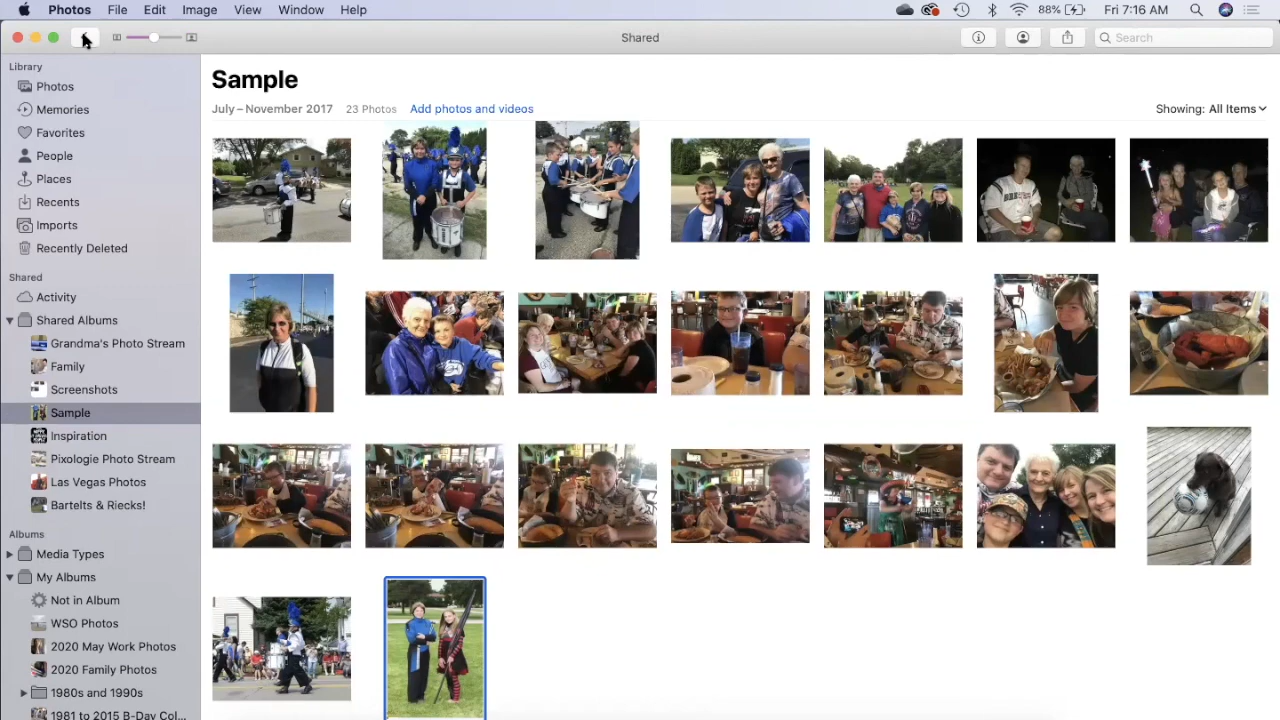 Photos File Edit Image View Window Help 88% Fri 7:16 AM
Shared Search
Library
Photos
Memories
Favorites
People
Places
Recents
Imports
Recently Deleted
Shared
Activity
Shared Albums
Grandma's Photo Stream
Family
Screenshots
Sample
Inspiration
Pixologie Photo Stream
Las Vegas Photos
Bartelts & Riecks!
Albums
Media Types
My Albums
Not in Album
WSO Photos
2020 May Work Photos
2020 Family Photos
1980s and 1990s
1981 to 2015 B-Day Col...
Sample
July – November 2017 23 Photos Add photos and videos Showing: All Items